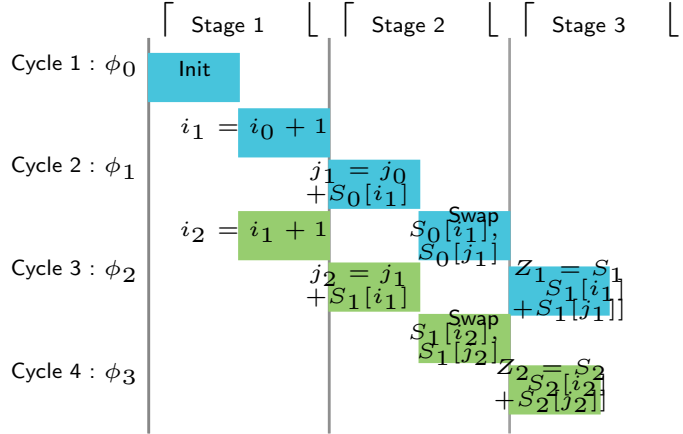 ⌈ Stage 1 ⌊ ⌈ Stage 2 ⌊ ⌈ Stage 3 ⌊
Cycle 1 : ϕ₀
Init
i₁ = i₀ + 1
Cycle 2 : ϕ₁
j₁ = j₀
+S₀[i₁]
i₂ = i₁ + 1
Swap
S₀[i₁],
S₀[j₁]
Cycle 3 : ϕ₂
j₂ = j₁
+S₁[i₁]
Z₁ = S₁
S₁[i₁]
+S₁[j₁]]
Swap
S₁[i₂],
S₁[j₂]
Cycle 4 : ϕ₃
Z₂ = S₂
S₂[i₂]
+S₂[j₂]]